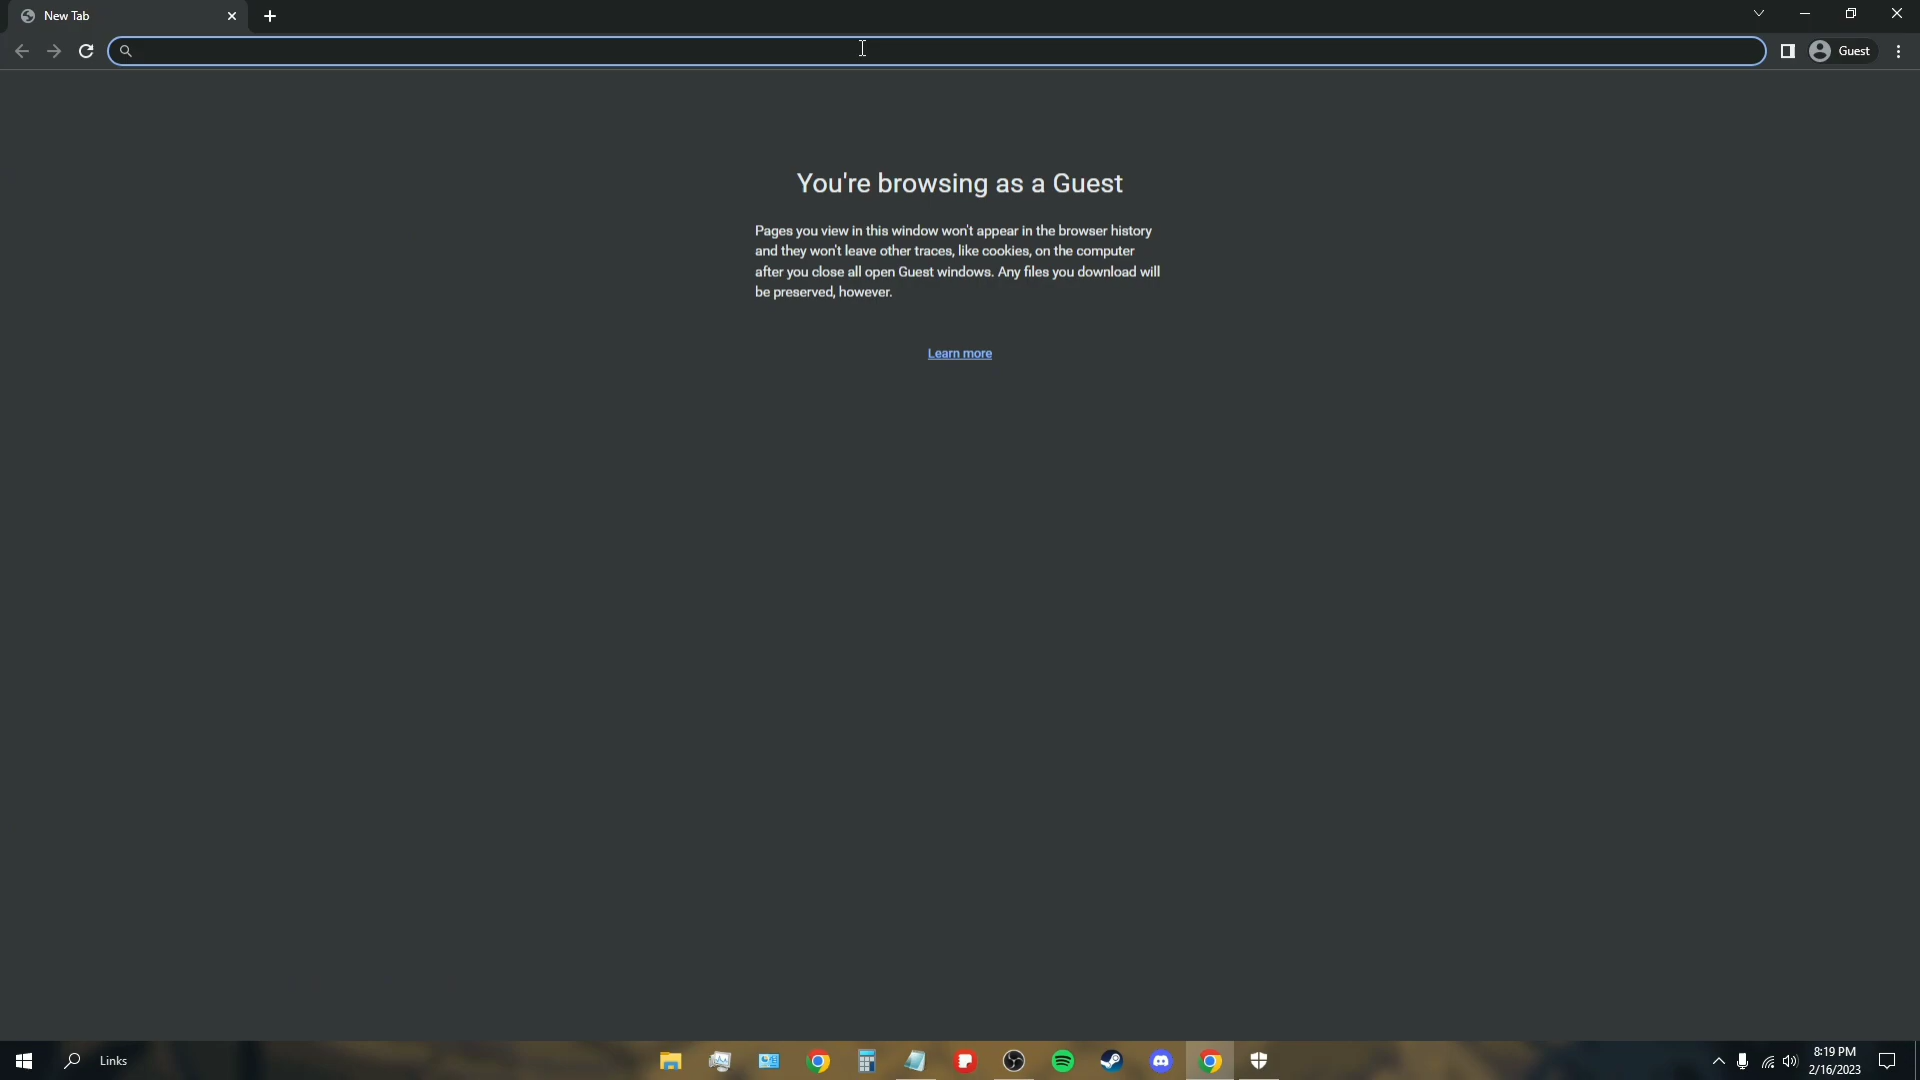 New Tab
Guest
You're browsing as a Guest
Pages you view in this window won't appear in the browser history
and they won't leave other traces, like cookies, on the computer
after you close all open Guest windows. Any files you download will
be preserved, however.
Learn more
Links
8:19 PM
2/16/2023